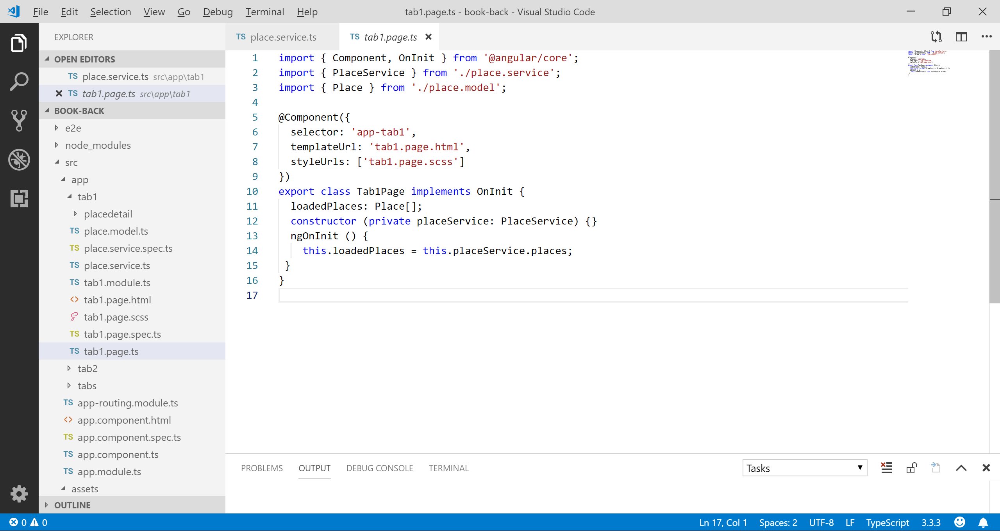 File Edit Selection View Go Debug Terminal Help tab1.page.ts - book-back - Visual Studio Code
EXPLORER
OPEN EDITORS
TS place.service.ts src\app\tab1
TS tab1.page.ts src\app\tab1
BOOK-BACK
e2e
node_modules
src
app
tab1
placedetail
TS place.model.ts
TS place.service.spec.ts
TS place.service.ts
TS tab1.module.ts
<> tab1.page.html
tab1.page.scss
TS tab1.page.spec.ts
TS tab1.page.ts
tab2
tabs
TS app-routing.module.ts
<> app.component.html
TS app.component.spec.ts
TS app.component.ts
TS app.module.ts
assets
OUTLINE
TS place.service.ts TS tab1.page.ts
1 import { Component, OnInit } from '@angular/core';
2 import { PlaceService } from './place.service';
3 import { Place } from './place.model';
4
5 @Component({
6 selector: 'app-tab1',
7 templateUrl: 'tab1.page.html',
8 styleUrls: ['tab1.page.scss']
9 })
10 export class Tab1Page implements OnInit {
11 loadedPlaces: Place[];
12 constructor (private placeService: PlaceService) {}
13 ngOnInit () {
14 this.loadedPlaces = this.placeService.places;
15 }
16 }
17
PROBLEMS OUTPUT DEBUG CONSOLE TERMINAL Tasks
0 0 Ln 17, Col 1 Spaces: 2 UTF-8 LF TypeScript 3.3.3